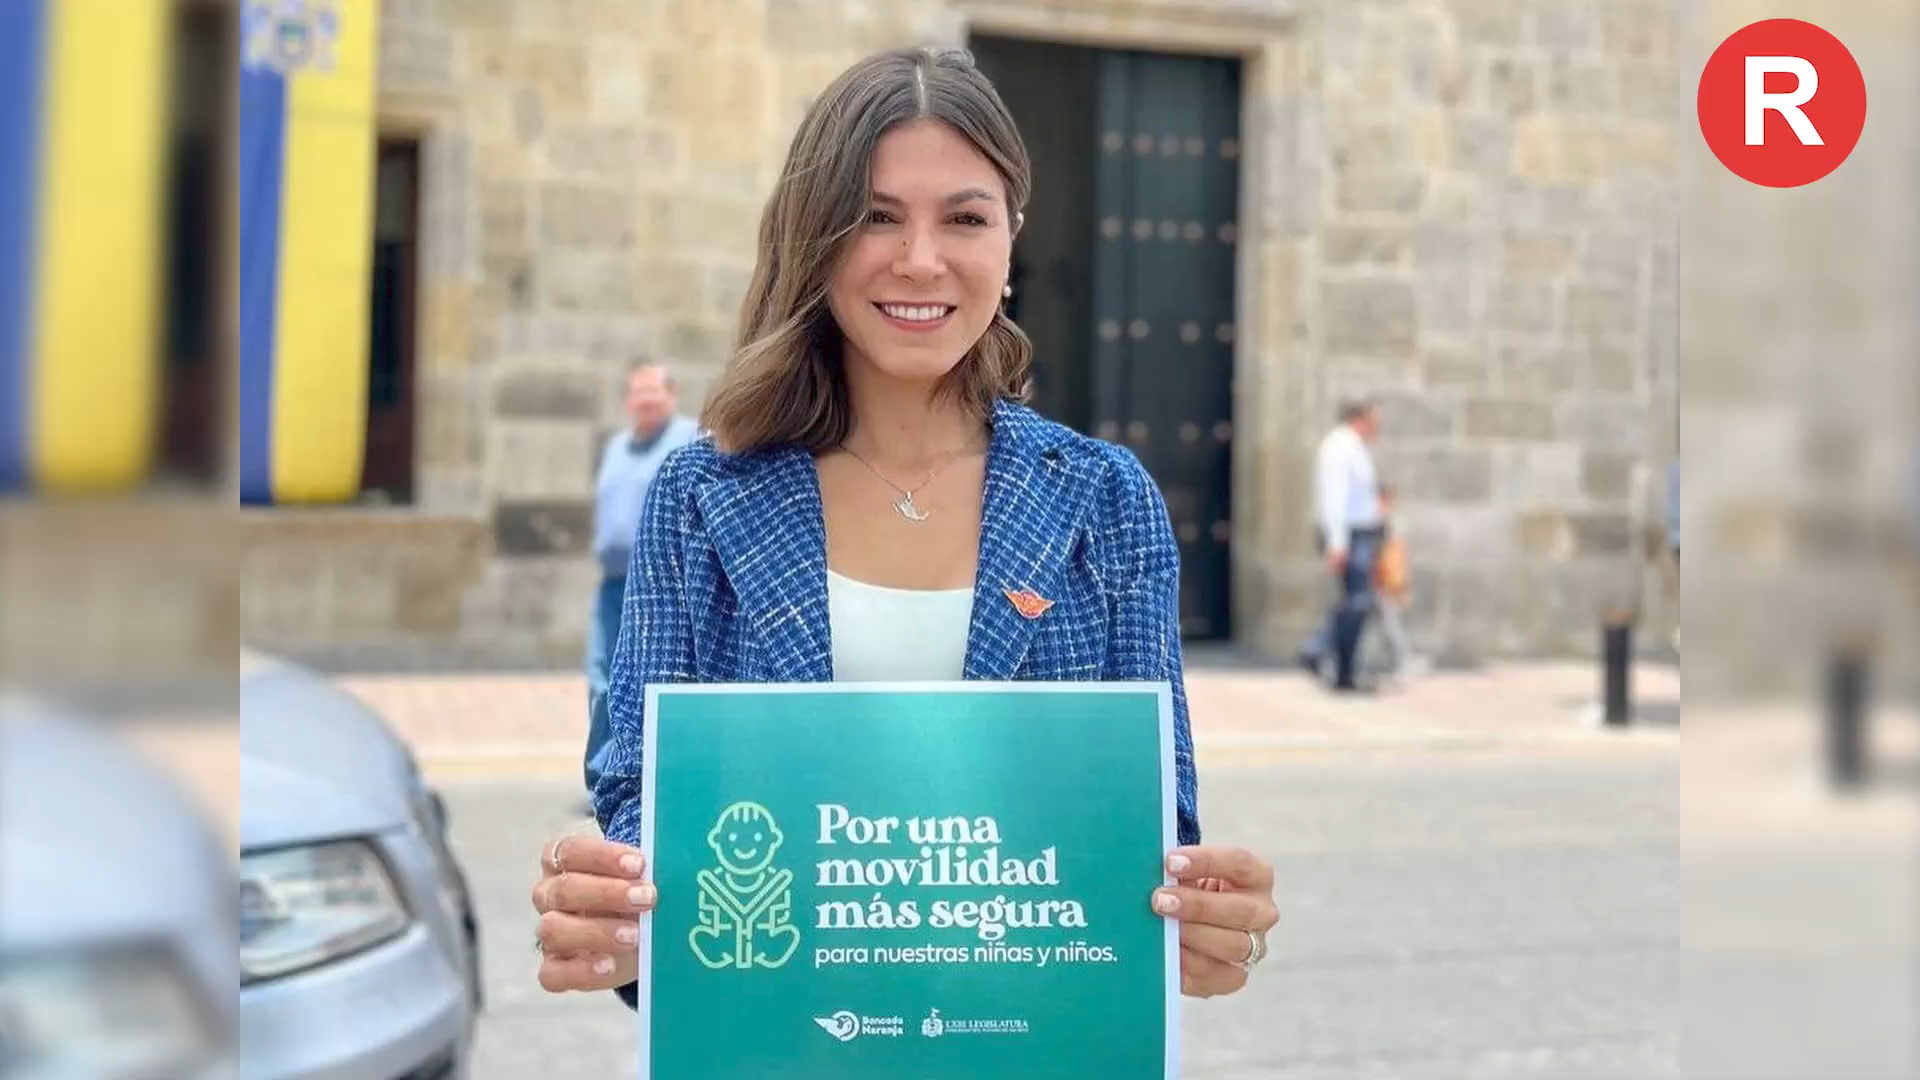 R
Por una
movilidad
más segura
para nuestras niñas y niños.
Bancada
Naranja
LXIII LEGISLATURA